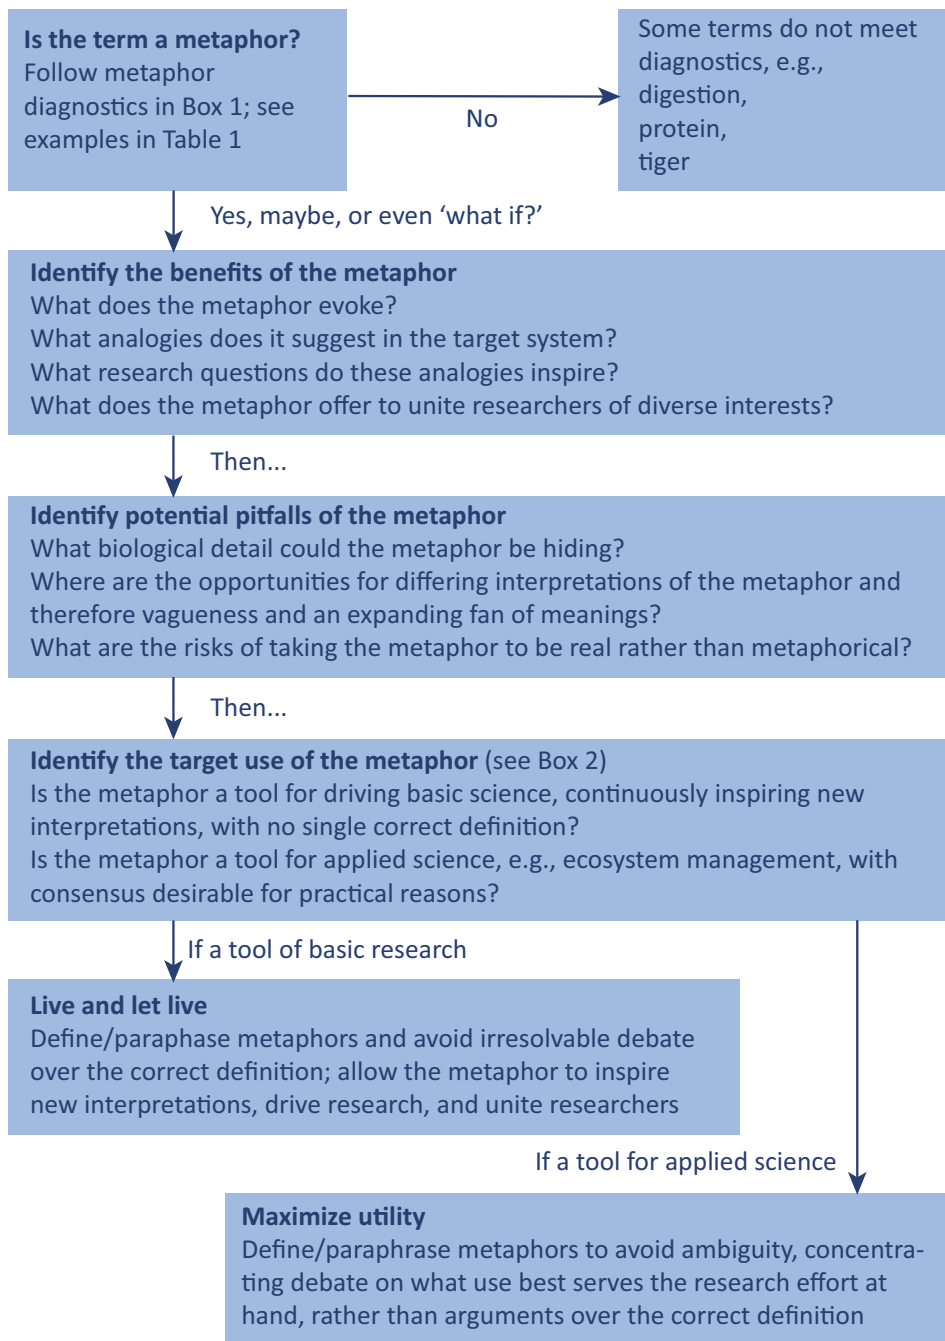 Is the term a metaphor?
Follow metaphor
diagnostics in Box 1; see
examples in Table 1
No
Some terms do not meet
diagnostics, e.g.,
digestion,
protein,
tiger
Yes, maybe, or even ‘what if?’
Identify the benefits of the metaphor
What does the metaphor evoke?
What analogies does it suggest in the target system?
What research questions do these analogies inspire?
What does the metaphor offer to unite researchers of diverse interests?
Then...
Identify potential pitfalls of the metaphor
What biological detail could the metaphor be hiding?
Where are the opportunities for differing interpretations of the metaphor and
therefore vagueness and an expanding fan of meanings?
What are the risks of taking the metaphor to be real rather than metaphorical?
Then...
Identify the target use of the metaphor (see Box 2)
Is the metaphor a tool for driving basic science, continuously inspiring new
interpretations, with no single correct definition?
Is the metaphor a tool for applied science, e.g., ecosystem management, with
consensus desirable for practical reasons?
If a tool of basic research
Live and let live
Define/paraphase metaphors and avoid irresolvable debate
over the correct definition; allow the metaphor to inspire
new interpretations, drive research, and unite researchers
If a tool for applied science
Maximize utility
Define/paraphrase metaphors to avoid ambiguity, concentra-
ting debate on what use best serves the research effort at
hand, rather than arguments over the correct definition